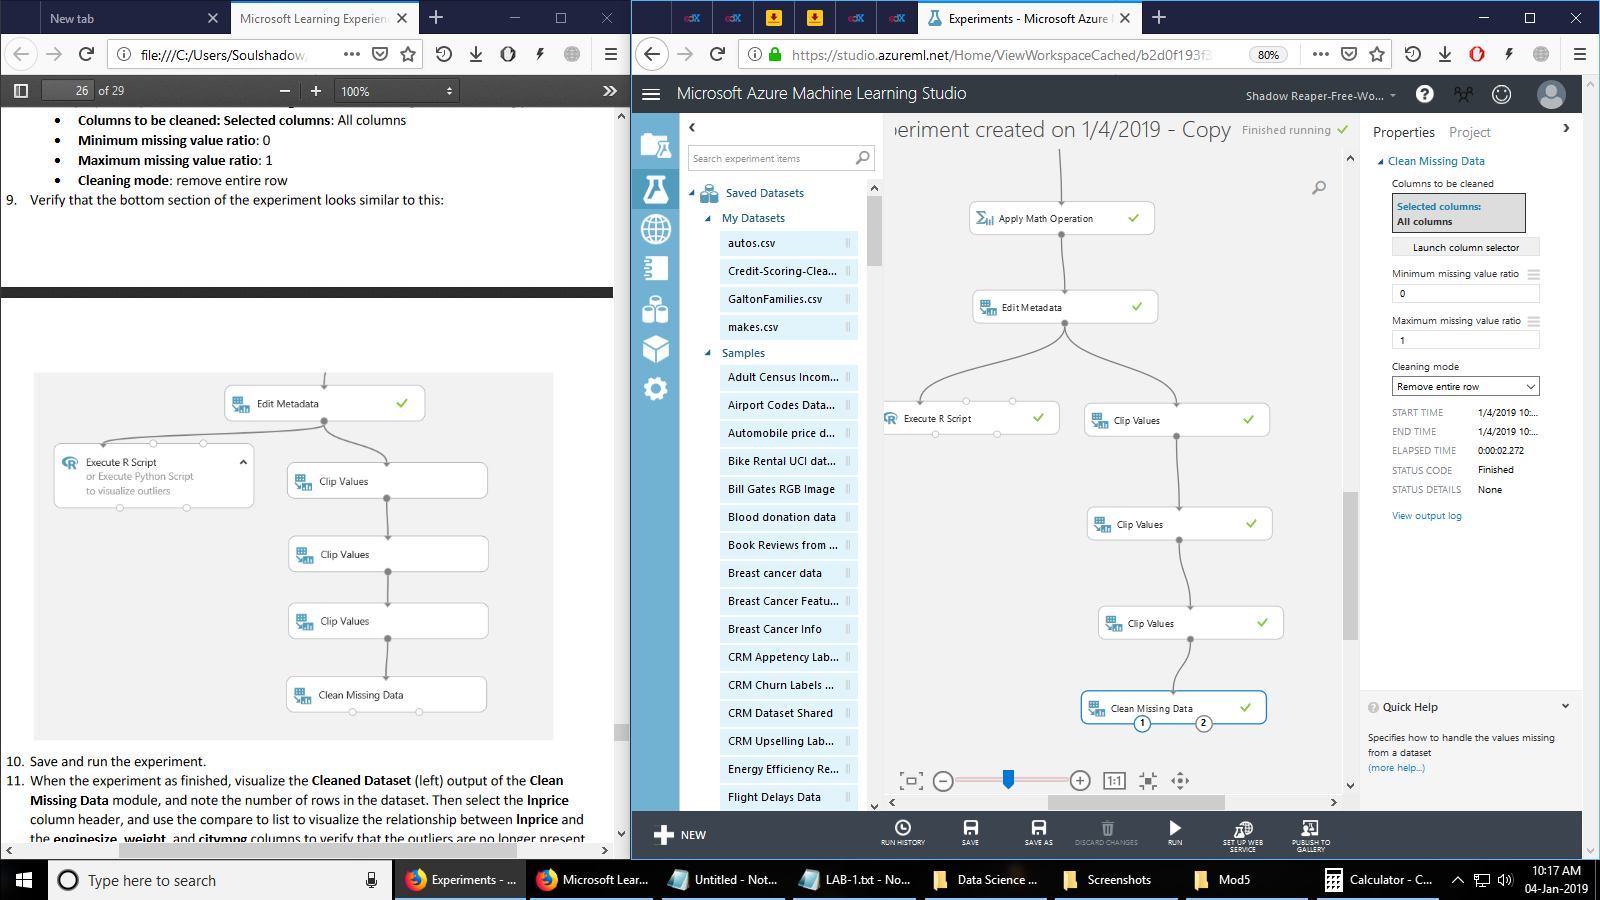 New tab
Microsoft Learning Experien
file:///C:/Users/Soulshadow
26 of 29
100%
Columns to be cleaned: Selected columns: All columns
Minimum missing value ratio: 0
Maximum missing value ratio: 1
Cleaning mode: remove entire row
9. Verify that the bottom section of the experiment looks similar to this:
Edit Metadata
Execute R Script
or Execute Python Script
to visualize outliers
Clip Values
Clip Values
Clip Values
Clean Missing Data
10. Save and run the experiment.
11. When the experiment as finished, visualize the Cleaned Dataset (left) output of the Clean
Missing Data module, and note the number of rows in the dataset. Then select the lnprice
column header, and use the compare to list to visualize the relationship between lnprice and
the enginesize, weight, and citympg columns to verify that the outliers are no longer present
edX
edX
edX
edX
Experiments - Microsoft Azure
https://studio.azureml.net/Home/ViewWorkspaceCached/b2d0f193f3
80%
Microsoft Azure Machine Learning Studio
Shadow Reaper-Free-Wo...
Search experiment items
Saved Datasets
My Datasets
autos.csv
Credit-Scoring-Clea...
GaltonFamilies.csv
makes.csv
Samples
Adult Census Incom...
Airport Codes Data...
Automobile price d...
Bike Rental UCI dat...
Bill Gates RGB Image
Blood donation data
Book Reviews from ...
Breast cancer data
Breast Cancer Featu...
Breast Cancer Info
CRM Appetency Lab...
CRM Churn Labels ...
CRM Dataset Shared
CRM Upselling Lab...
Energy Efficiency Re...
Flight Delays Data
periment created on 1/4/2019 - Copy
Finished running
Apply Math Operation
Edit Metadata
Execute R Script
Clip Values
Clip Values
Clip Values
Clean Missing Data
1
2
1:1
Properties
Project
Clean Missing Data
Columns to be cleaned
Selected columns:
All columns
Launch column selector
Minimum missing value ratio
0
Maximum missing value ratio
1
Cleaning mode
Remove entire row
START TIME 1/4/2019 10:...
END TIME 1/4/2019 10:...
ELAPSED TIME 0:00:02.272
STATUS CODE Finished
STATUS DETAILS None
View output log
Quick Help
Specifies how to handle the values missing
from a dataset
(more help...)
NEW
RUN HISTORY
SAVE
SAVE AS
DISCARD CHANGES
RUN
SET UP WEB
SERVICE
PUBLISH TO
GALLERY
Type here to search
Experiments - ...
Microsoft Lear...
Untitled - Not...
LAB-1.txt - No...
Data Science ...
Screenshots
Mod5
Calculator - C...
10:17 AM
04-Jan-2019